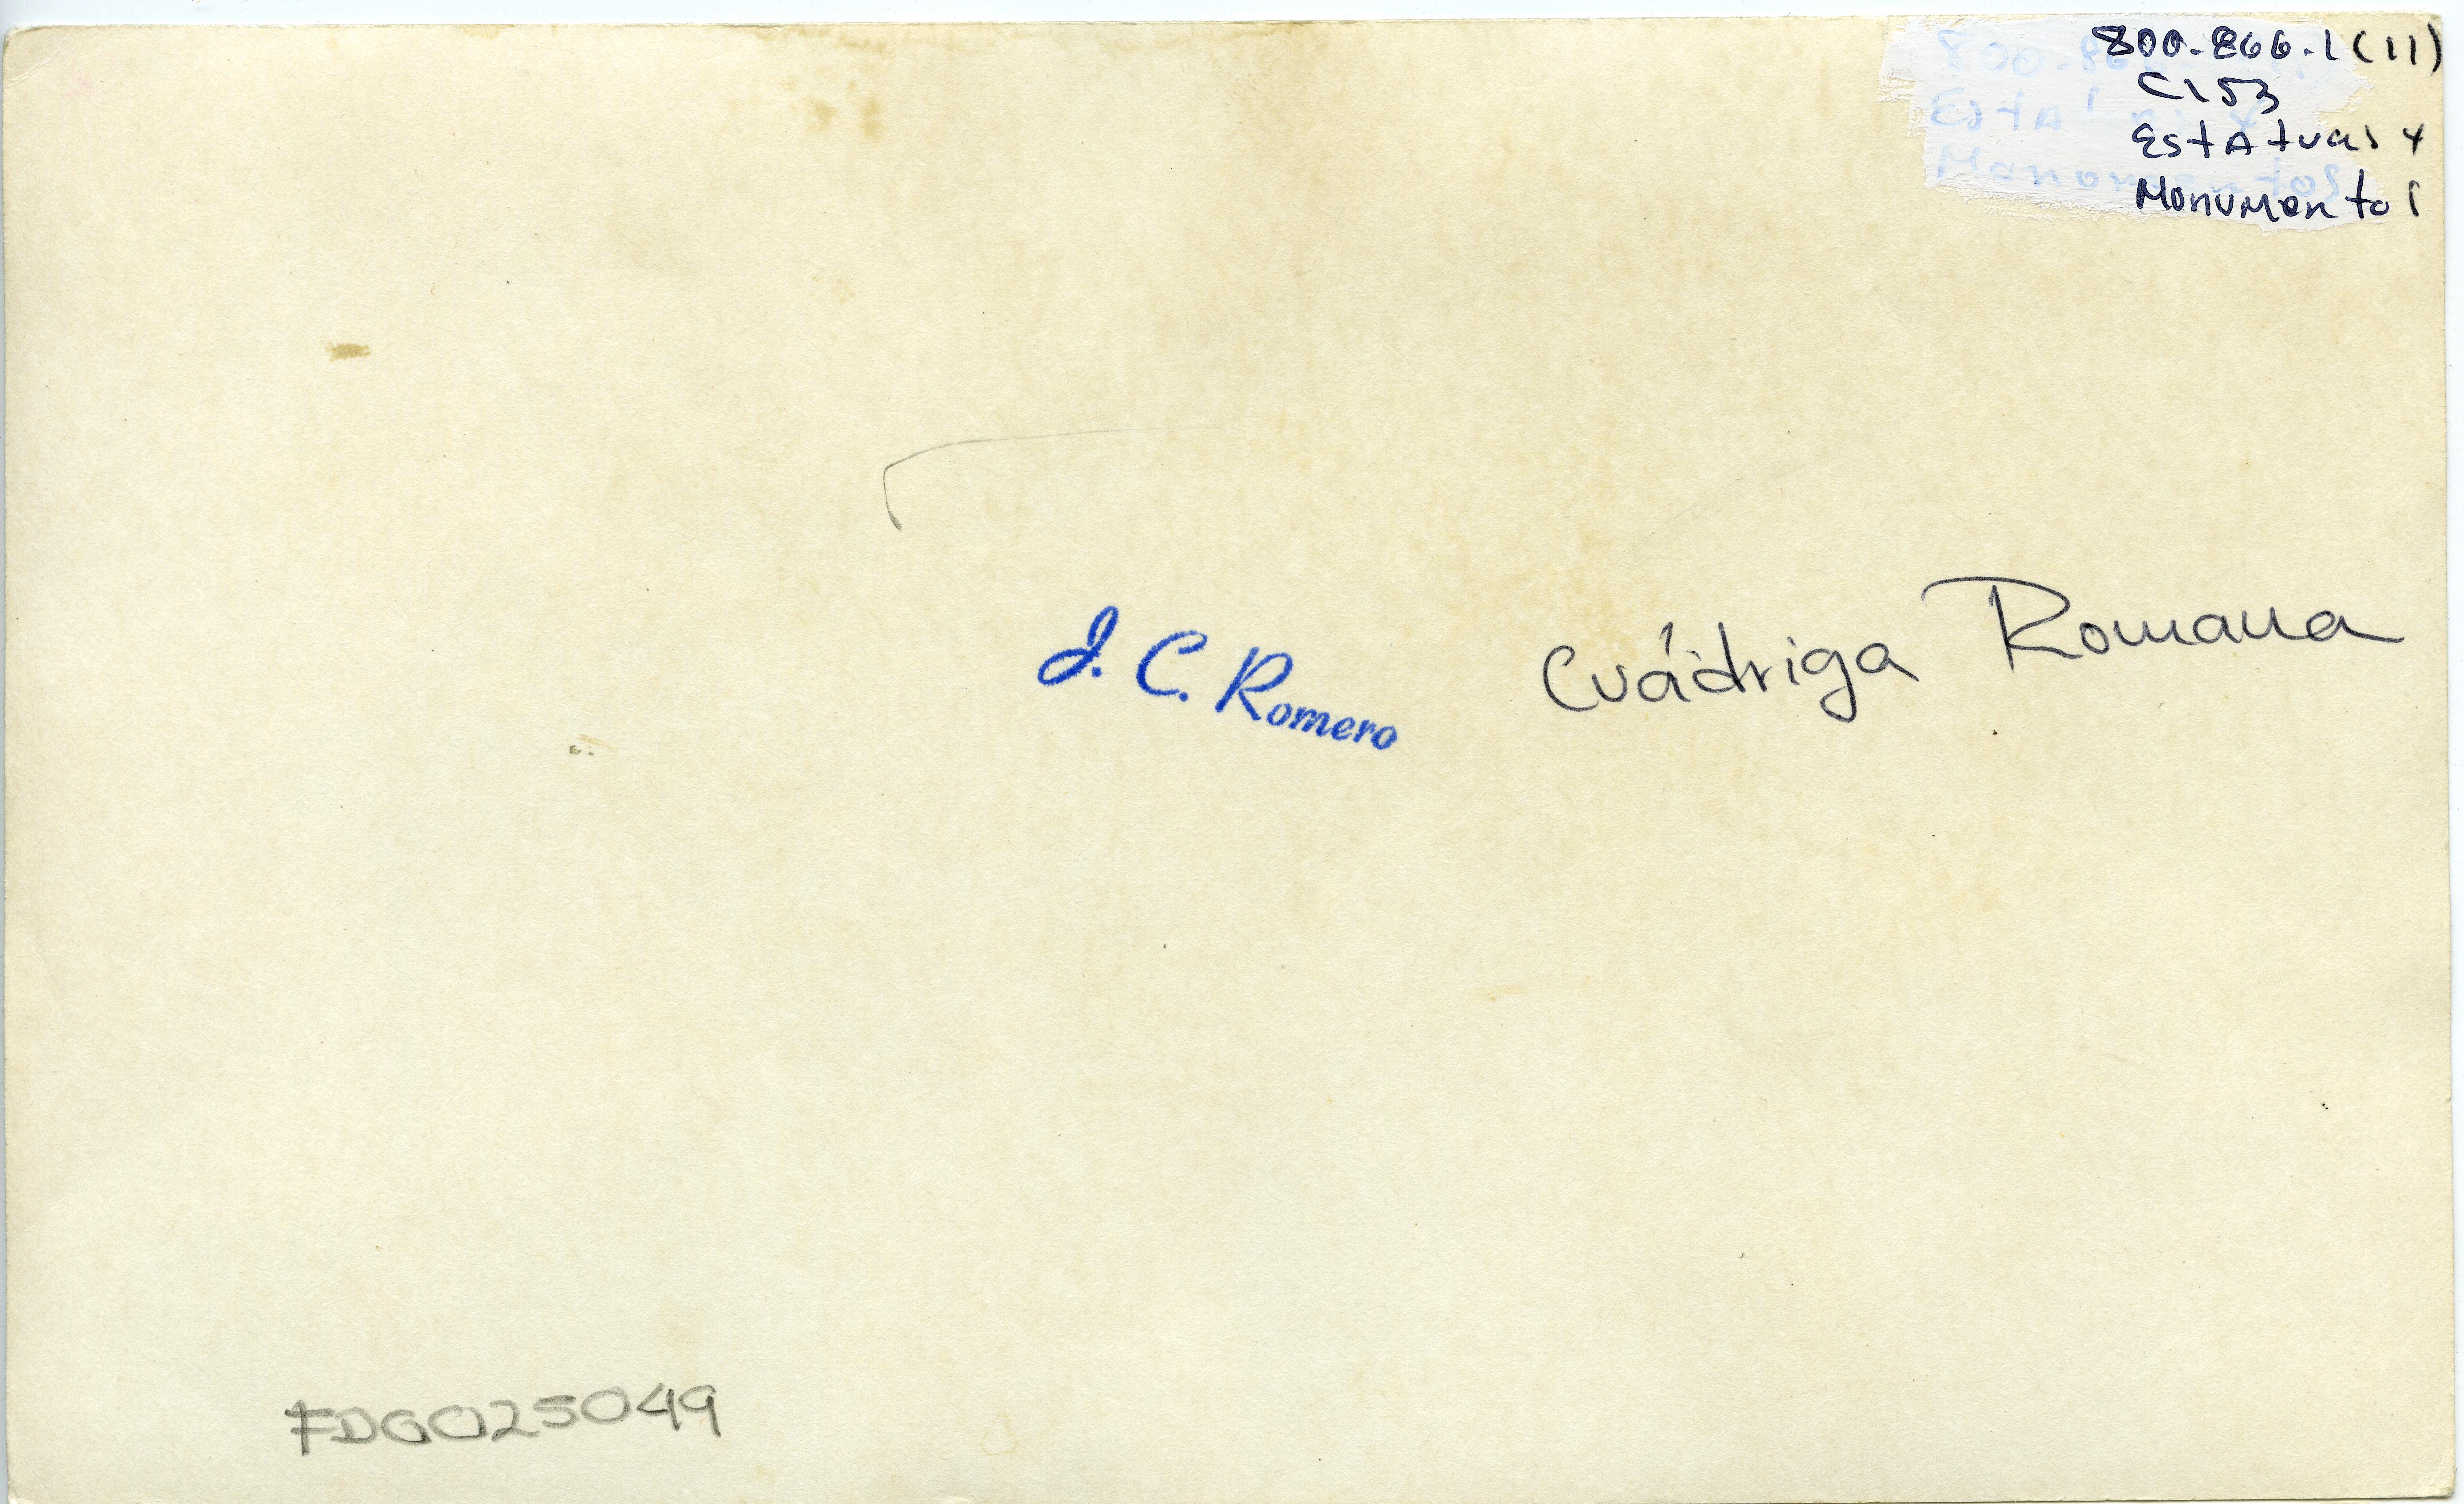 800-866-1(11)
C153
Estatuas y
Monumentos
J. C. Romero
Cuádriga Romana
FDG025049